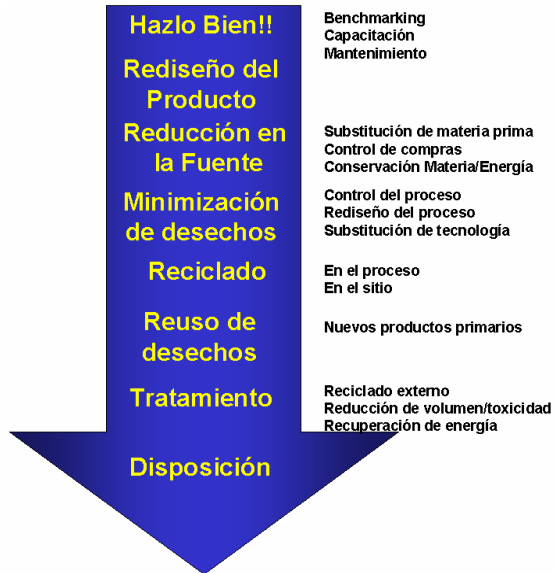 Hazlo Bien!!
Benchmarking
Capacitación
Mantenimiento
Rediseño del
Producto
Reducción en
la Fuente
Substitución de materia prima
Control de compras
Conservación Materia/Energía
Minimización
de desechos
Control del proceso
Rediseño del proceso
Substitución de tecnología
Reciclado
En el proceso
En el sitio
Reuso de
desechos
Nuevos productos primarios
Tratamiento
Reciclado externo
Reducción de volumen/toxicidad
Recuperación de energía
Disposición